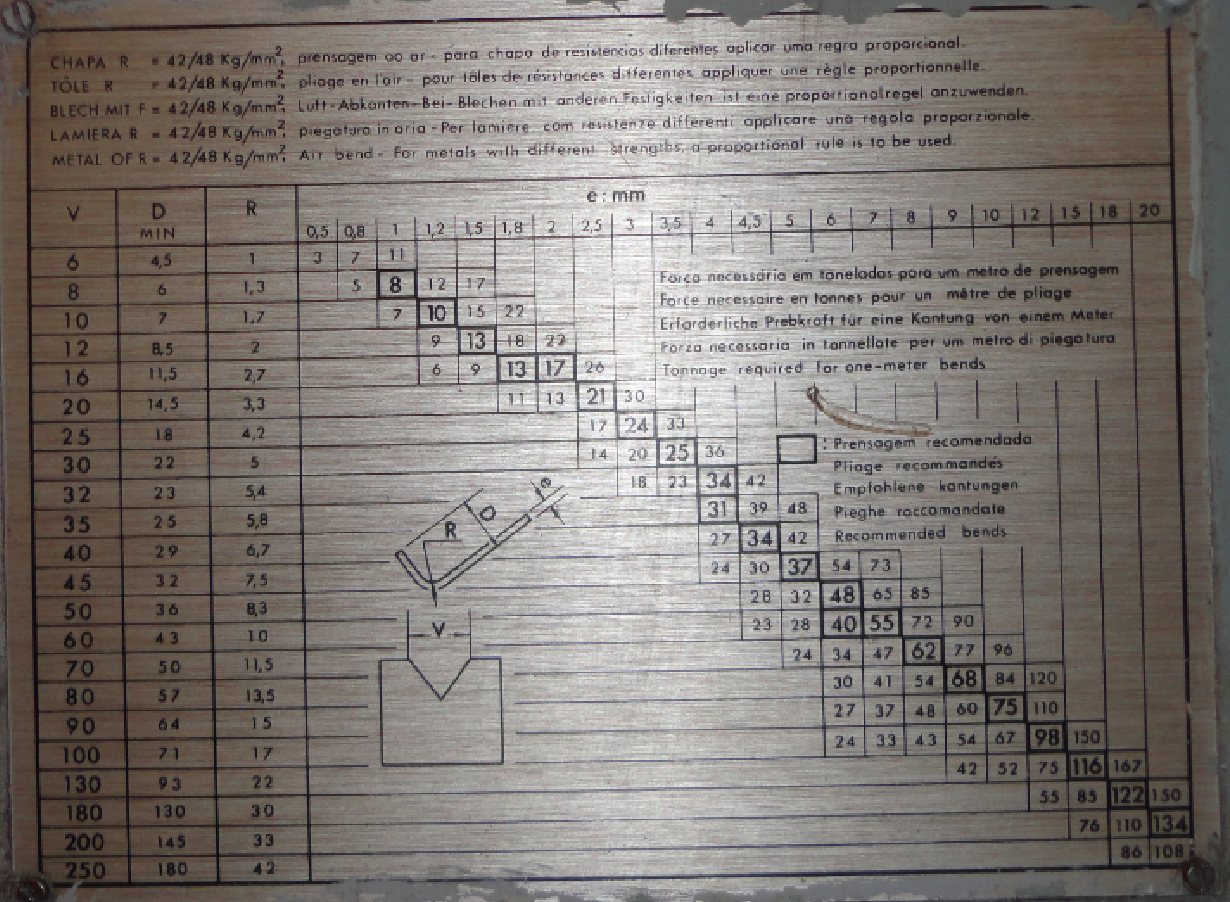 CHAPA R = 42/48 Kg/mm², prensagem ao ar - para chapa de resistencias diferentes aplicar uma regra proporcional.
TÔLE R = 42/48 Kg/mm², pliage en l'air - pour tôles de résistances differentes appliquer une règle proportionnelle.
BLECH MIT F = 42/48 Kg/mm², Luft-Abkanten-Bei-Blechen mit anderen Festigkeiten ist eine proportionalregel anzuwenden.
LAMIERA R = 42/48 Kg/mm², piegatura in aria - Per lamiere com resistenze differenti applicare una regola proporzionale.
METAL OF R = 42/48 Kg/mm², Air bend - For metals with different strengths, a proportional rule is to be used.
V D MIN R e : mm
0,5 0,8 1 1,2 1,5 1,8 2 2,5 3 3,5 4 4,5 5 6 7 8 9 10 12 15 18 20
6 4,5 1 3 7 11
8 6 1,3 5 8 12 17
10 7 1,7 7 10 15 22
12 8,5 2 9 13 18 22
16 11,5 2,7 6 9 13 17 26
20 14,5 3,3 11 13 21 30
25 18 4,2 17 24 33
30 22 5 14 20 25 36
32 23 5,4 18 23 34 42
35 25 5,8 31 39 48
40 29 6,7 27 34 42
45 32 7,5 24 30 37 54 73
50 36 8,3 28 32 48 65 85
60 43 10 23 28 40 55 72 90
70 50 11,5 24 34 47 62 77 96
80 57 13,5 30 41 54 68 84 120
90 64 15 27 37 48 60 75 110
100 71 17 24 33 43 54 67 98 150
130 93 22 42 52 75 116 167
180 130 30 55 85 122 150
200 145 33 76 110 134
250 180 42 86 108
Força necessária em toneladas para um metro de prensagem
Force necessaire en tonnes pour un mêtre de pliage
Erforderliche Prebkraft für eine Kantung von einem Meter
Forza necessaria in tonnellate per um metro di piegatura
Tonnage required for one-meter bends
: Prensagem recomendada
Pliage recommandés
Empfohlene kantungen
Pieghe raccomandate
Recommended bends
R D e
V